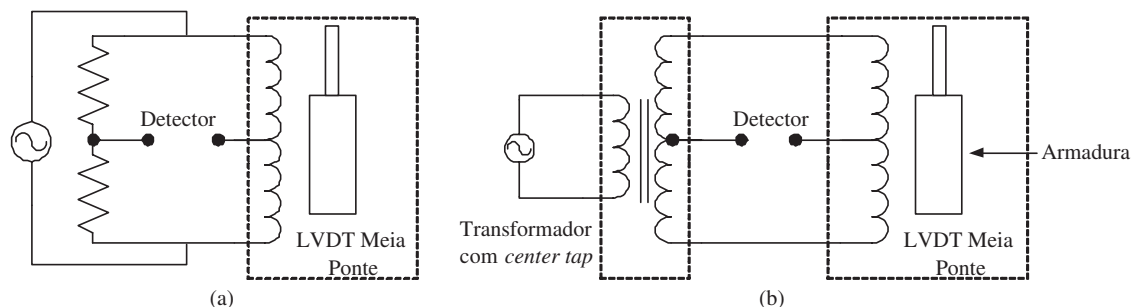 Detector
LVDT Meia
Ponte
(a)
Detector
Armadura
Transformador
com center tap
LVDT Meia
Ponte
(b)